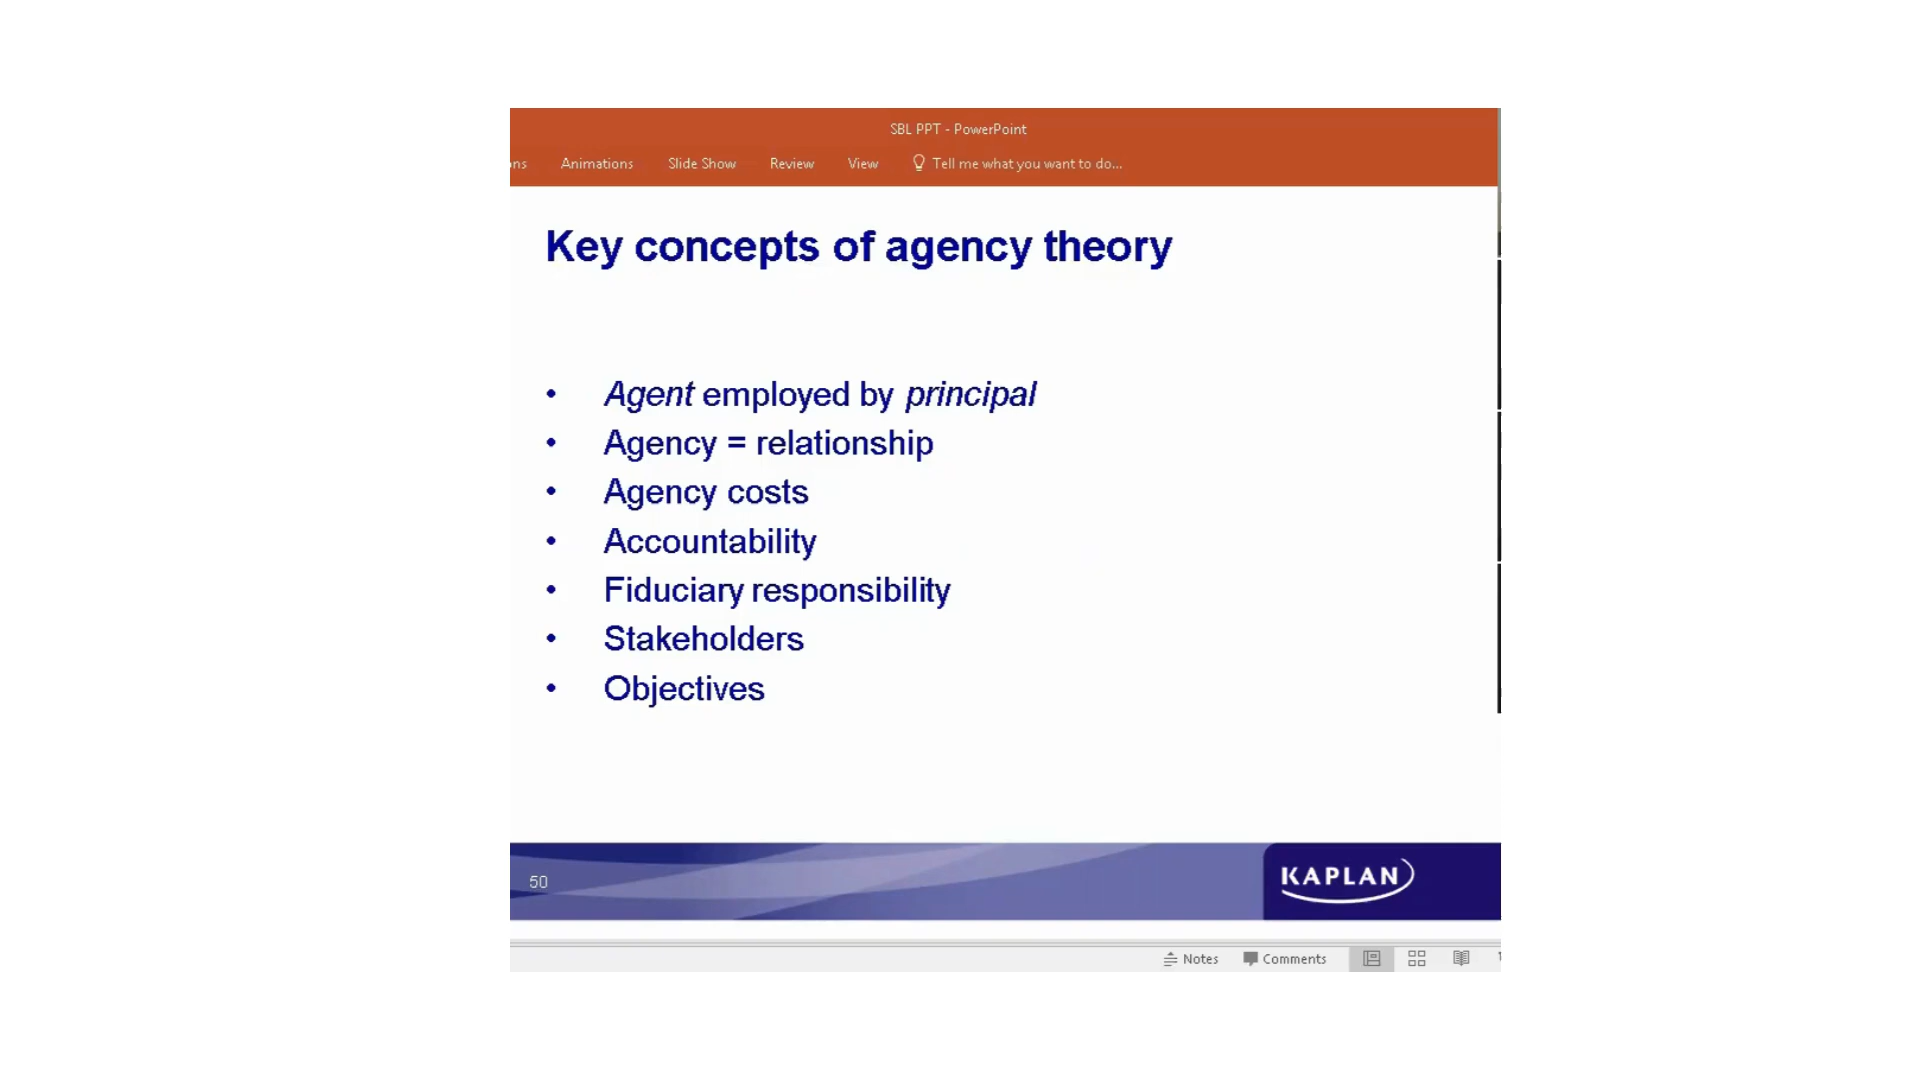 SBL PPT - PowerPoint
Animations Slide Show Review View Tell me what you want to do...
Key concepts of agency theory
• Agent employed by principal
• Agency = relationship
• Agency costs
• Accountability
• Fiduciary responsibility
• Stakeholders
• Objectives
50
KAPLAN
Notes Comments